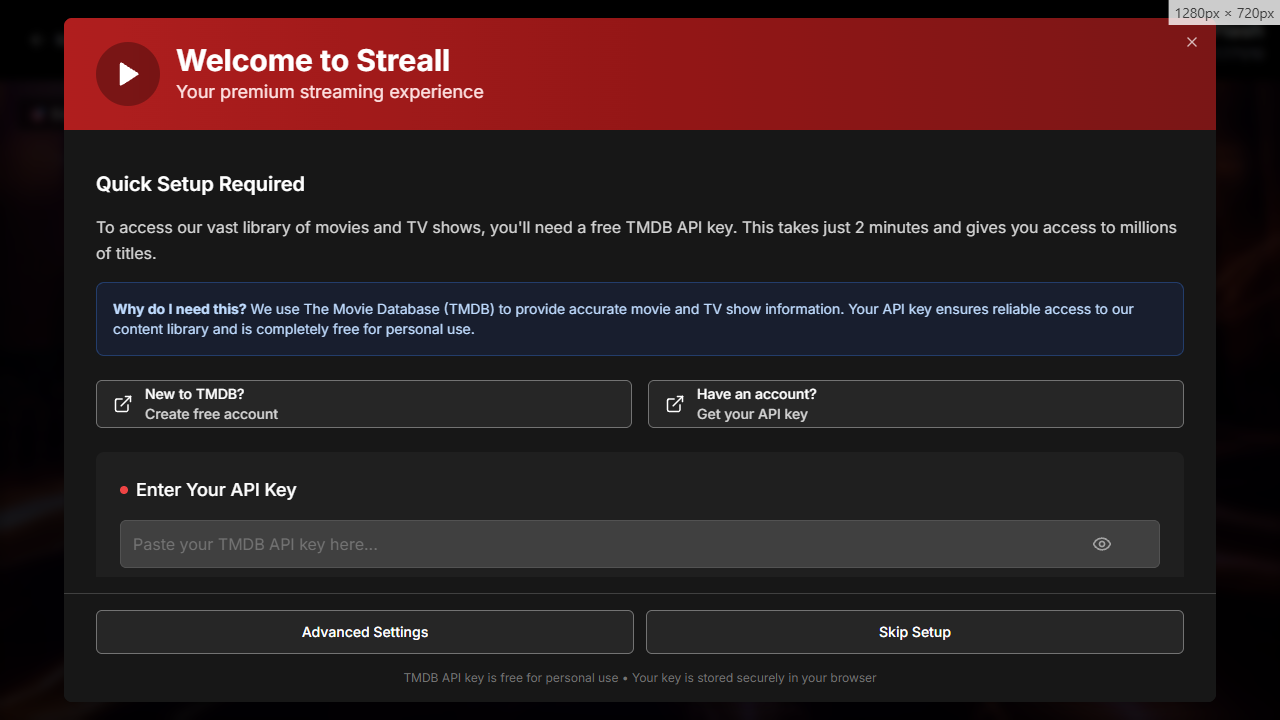 1280px × 720px
Welcome to Streall
Your premium streaming experience
Quick Setup Required
To access our vast library of movies and TV shows, you'll need a free TMDB API key. This takes just 2 minutes and gives you access to millions
of titles.
Why do I need this? We use The Movie Database (TMDB) to provide accurate movie and TV show information. Your API key ensures reliable access to our
content library and is completely free for personal use.
New to TMDB?
Create free account
Have an account?
Get your API key
Enter Your API Key
Paste your TMDB API key here...
Advanced Settings
Skip Setup
TMDB API key is free for personal use • Your key is stored securely in your browser